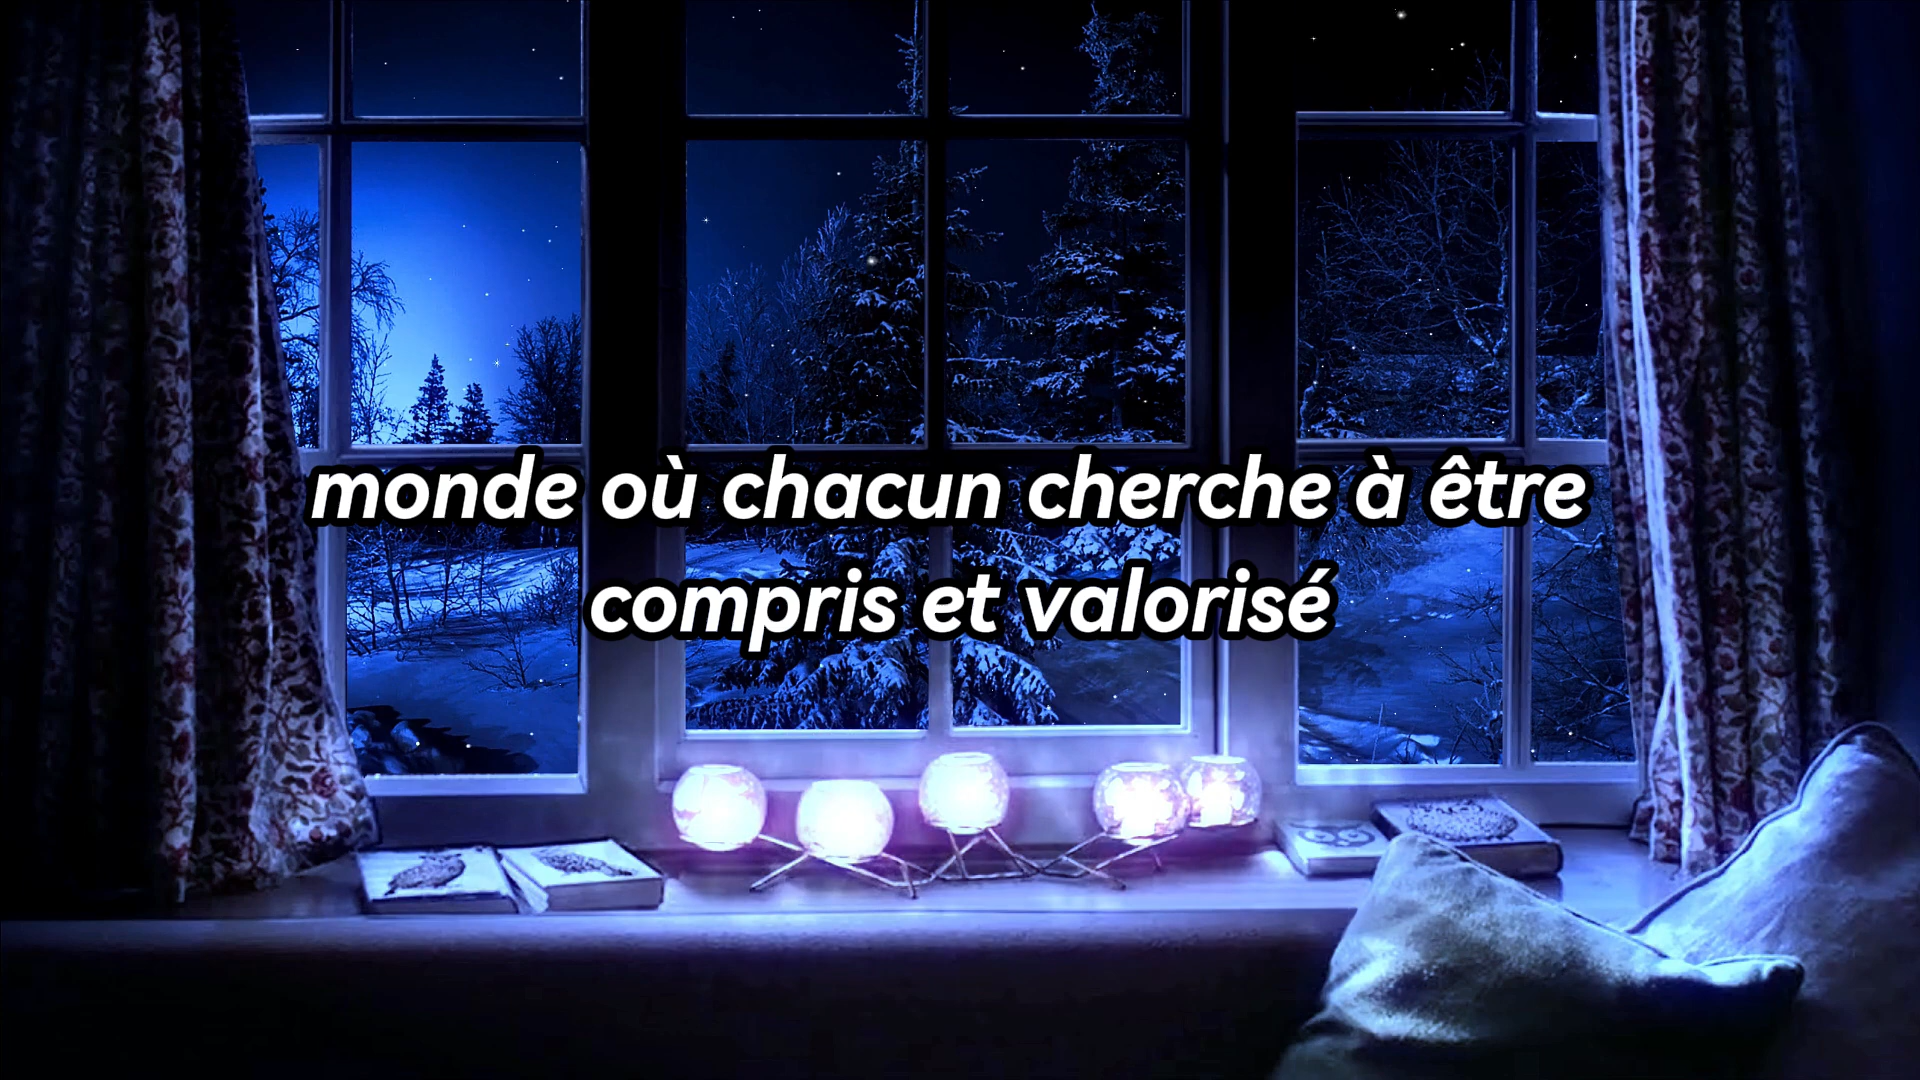 monde où chacun cherche à être
compris et valorisé